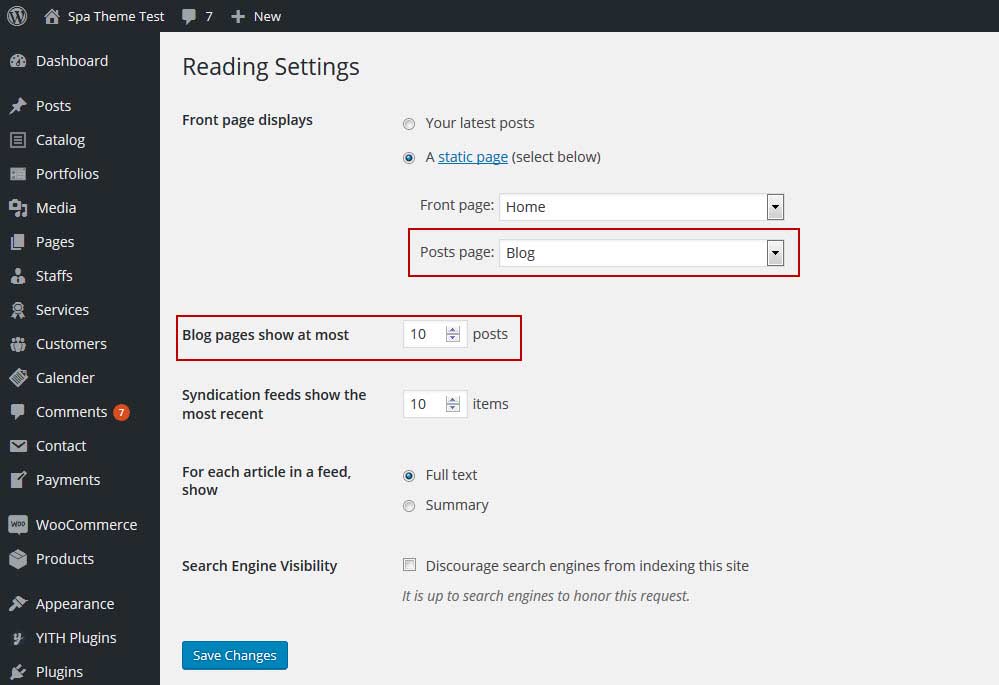 Spa Theme Test 7 New
Dashboard
Posts
Catalog
Portfolios
Media
Pages
Staffs
Services
Customers
Calender
Comments 7
Contact
Payments
WOO WooCommerce
Products
Appearance
YITH Plugins
Plugins
Reading Settings
Front page displays
Your latest posts
A static page (select below)
Front page: Home
Posts page: Blog
Blog pages show at most 10 posts
Syndication feeds show the
most recent
10 items
For each article in a feed,
show
Full text
Summary
Search Engine Visibility
Discourage search engines from indexing this site
It is up to search engines to honor this request.
Save Changes